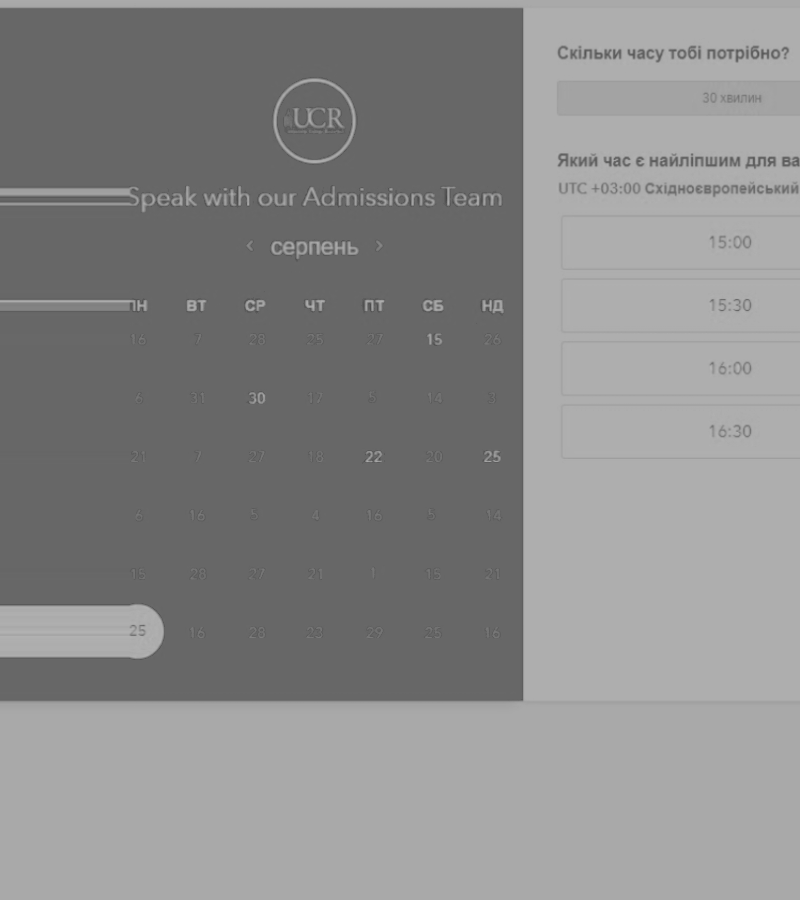 UCR
Speak with our Admissions Team
‹ серпень ›
ПН ВТ СР ЧТ ПТ СБ НД
16 7 28 25 27 15 26
6 31 30 17 5 14 3
21 7 27 18 22 20 25
6 16 5 4 16 5 14
15 28 27 21 1 15 21
25 16 28 22 29 25 16
Скільки часу тобі потрібно?
30 хвилин
Який час є найліпшим для ва
UTC +03:00 Східноєвропейський
15:00
15:30
16:00
16:30